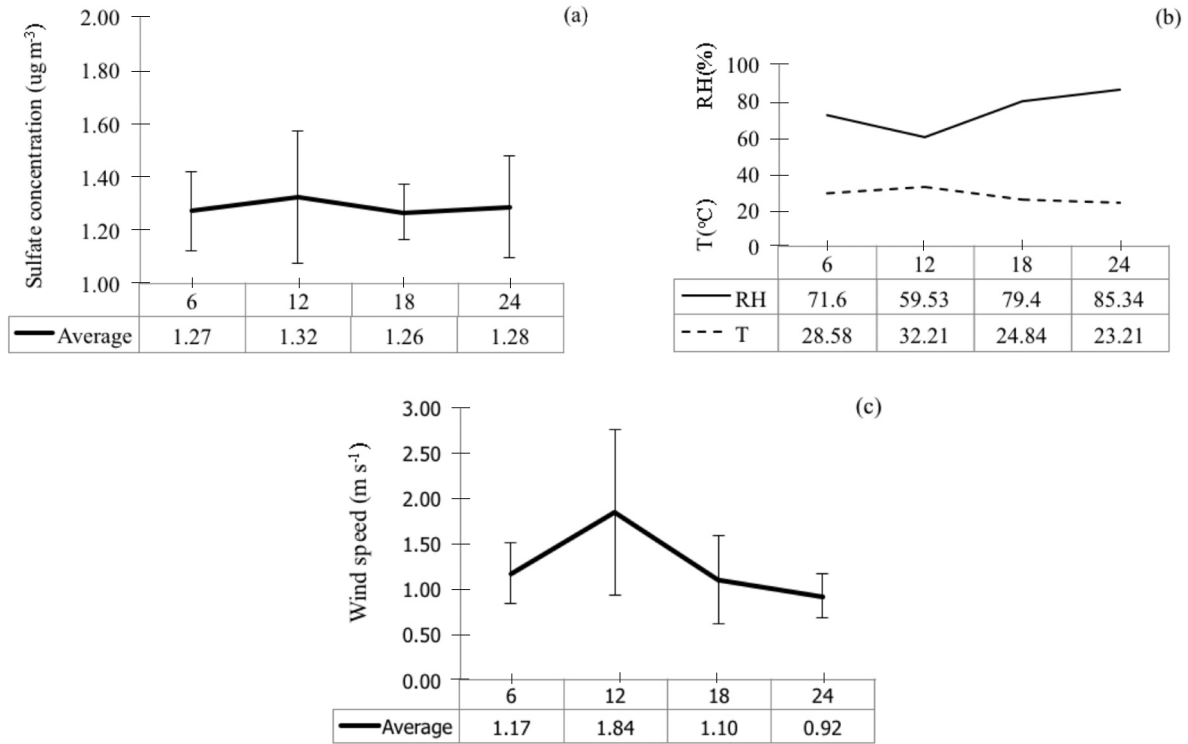 (a)
Sulfate concentration (ug m-3)
2.00
1.80
1.60
1.40
1.20
1.00
6 12 18 24
Average 1.27 1.32 1.26 1.28
(b)
T(°C) RH(%)
100
80
60
40
20
0
6 12 18 24
RH 71.6 59.53 79.4 85.34
T 28.58 32.21 24.84 23.21
(c)
Wind speed (m s-1)
3.00
2.50
2.00
1.50
1.00
0.50
0.00
6 12 18 24
Average 1.17 1.84 1.10 0.92